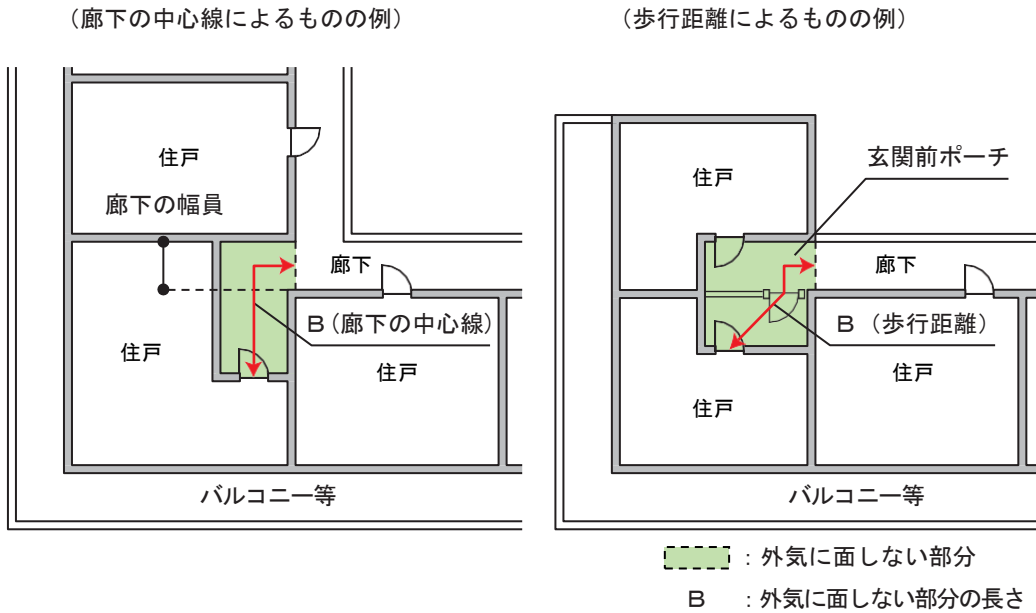 （廊下の中心線によるものの例）
住戸
廊下の幅員
廊下
B（廊下の中心線）
住戸
住戸
バルコニー等
（歩行距離によるものの例）
玄関前ポーチ
住戸
廊下
B（歩行距離）
住戸
住戸
バルコニー等
：外気に面しない部分
B ：外気に面しない部分の長さ